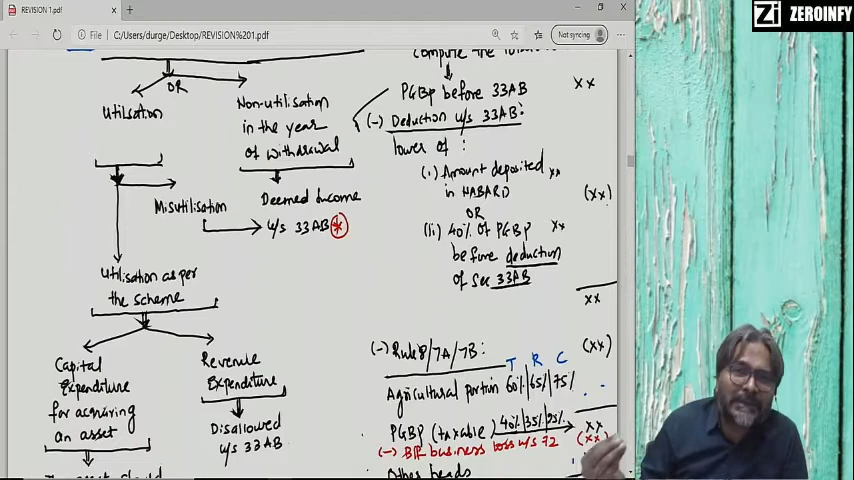 REVISION 1.pdf
C:/Users/durge/Desktop/REVISION%201.pdf
Not syncing
ZEROINFY
OR
Utilisation
Non-utilisation
in the year
of withdrawal
Deemed Income
u/s 33AB *
Misutilisation
Utilisation as per
the scheme
Capital
Expenditure
for acquiring
an asset
Revenue
Expenditure
Disallowed
u/s 33AB
Compute the
PGBP before 33AB xx
(-) Deduction u/s 33AB:
lower of :
(i) Amount deposited xx
in NABARD
(xx)
OR
(ii) 40% of PGBP xx
before deduction
of Sec 33AB
xx
(-) Rule 8/7A/7B: (xx)
T R C
Agricultural portion 60% 65% 75%
PGBP (taxable) 40% 35% 25% xx
(-) B/f business loss u/s 72 (xx)
Other heads